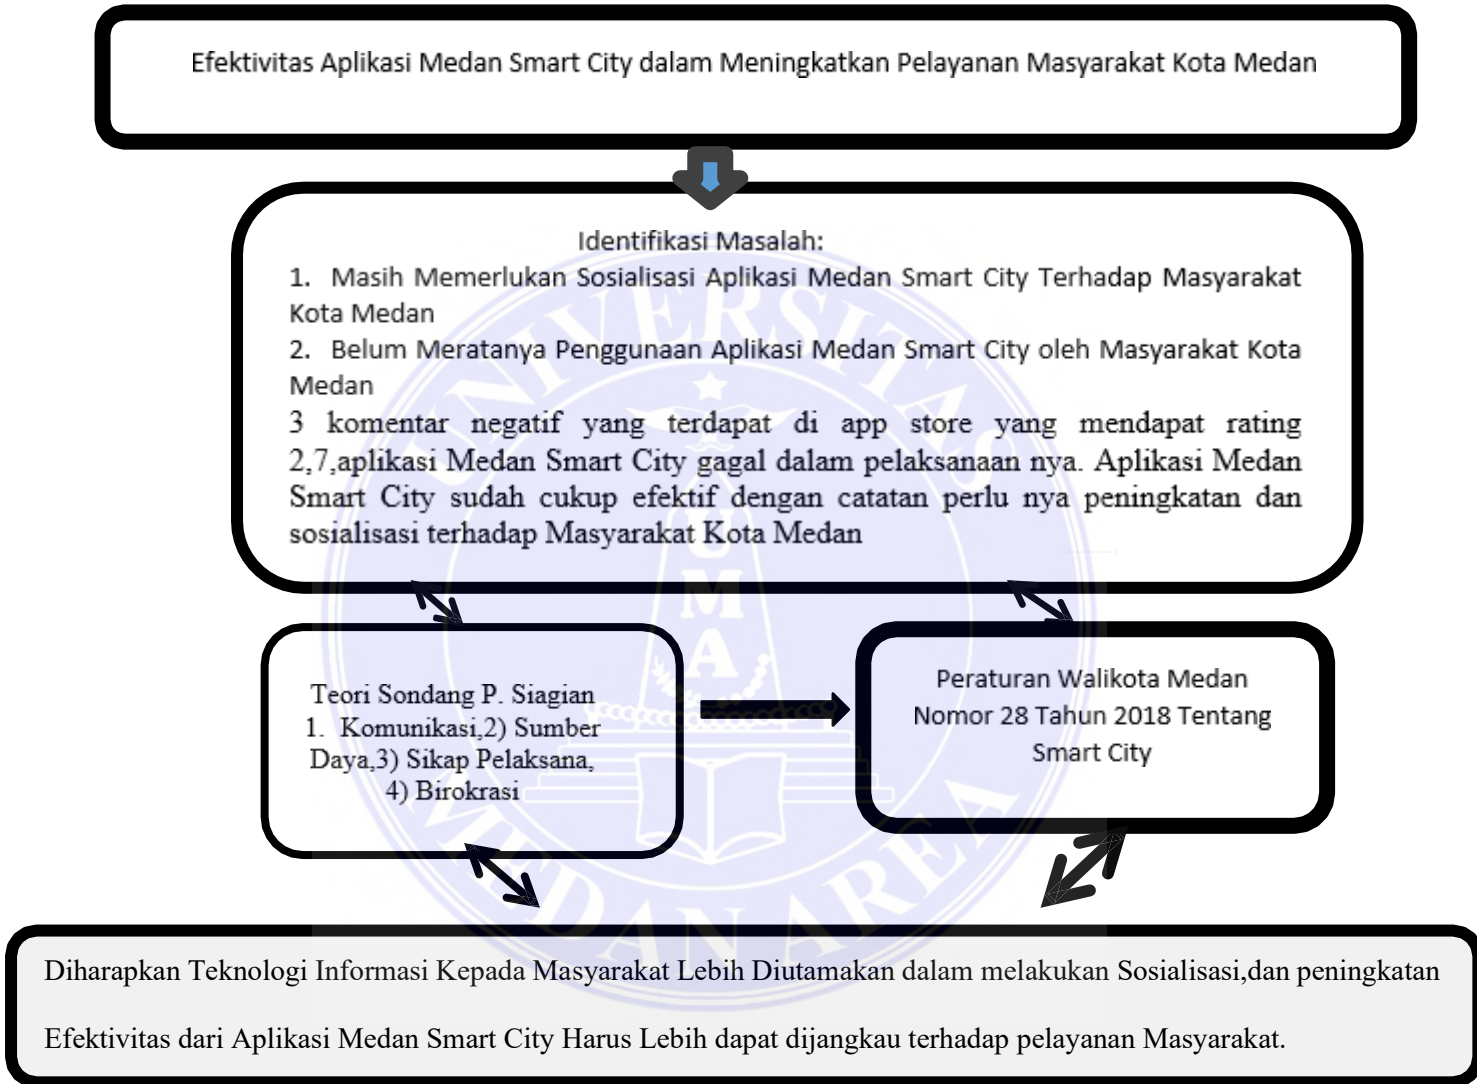 Efektivitas Aplikasi Medan Smart City dalam Meningkatkan Pelayanan Masyarakat Kota Medan
Identifikasi Masalah:
1. Masih Memerlukan Sosialisasi Aplikasi Medan Smart City Terhadap Masyarakat
Kota Medan
2. Belum Meratanya Penggunaan Aplikasi Medan Smart City oleh Masyarakat Kota
Medan
3 komentar negatif yang terdapat di app store yang mendapat rating
2,7,aplikasi Medan Smart City gagal dalam pelaksanaan nya. Aplikasi Medan
Smart City sudah cukup efektif dengan catatan perlu nya peningkatan dan
sosialisasi terhadap Masyarakat Kota Medan
Teori Sondang P. Siagian
1. Komunikasi,2) Sumber
Daya,3) Sikap Pelaksana,
4) Birokrasi
Peraturan Walikota Medan
Nomor 28 Tahun 2018 Tentang
Smart City
Diharapkan Teknologi Informasi Kepada Masyarakat Lebih Diutamakan dalam melakukan Sosialisasi,dan peningkatan
Efektivitas dari Aplikasi Medan Smart City Harus Lebih dapat dijangkau terhadap pelayanan Masyarakat.
UNIVERSITAS
MEDAN AREA
U
M
A